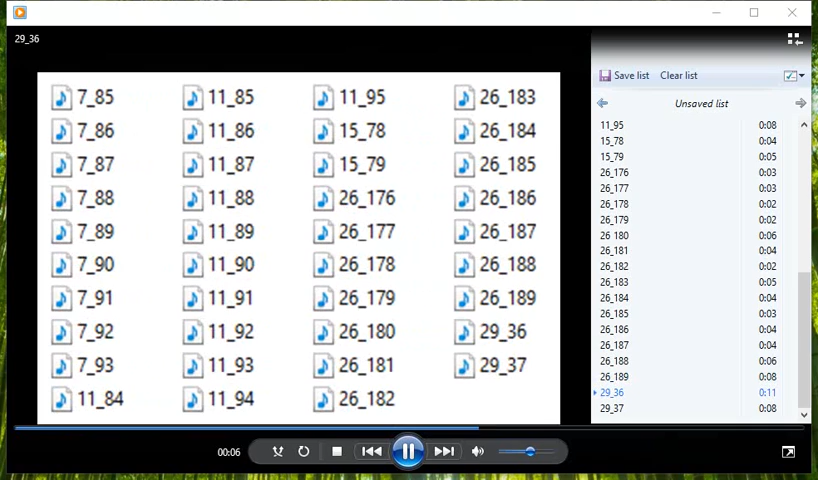 29_36
Save list Clear list
Unsaved list
7_85 11_85 11_95 26_183
7_86 11_86 15_78 26_184
7_87 11_87 15_79 26_185
7_88 11_88 26_176 26_186
7_89 11_89 26_177 26_187
7_90 11_90 26_178 26_188
7_91 11_91 26_179 26_189
7_92 11_92 26_180 29_36
7_93 11_93 26_181 29_37
11_84 11_94 26_182
11_95 0:08
15_78 0:04
15_79 0:05
26_176 0:03
26_177 0:03
26_178 0:02
26_179 0:02
26 180 0:06
26_181 0:04
26_182 0:02
26_183 0:05
26_184 0:04
26_185 0:03
26_186 0:04
26_187 0:04
26_188 0:06
26_189 0:08
29_36 0:11
29_37 0:08
00:06